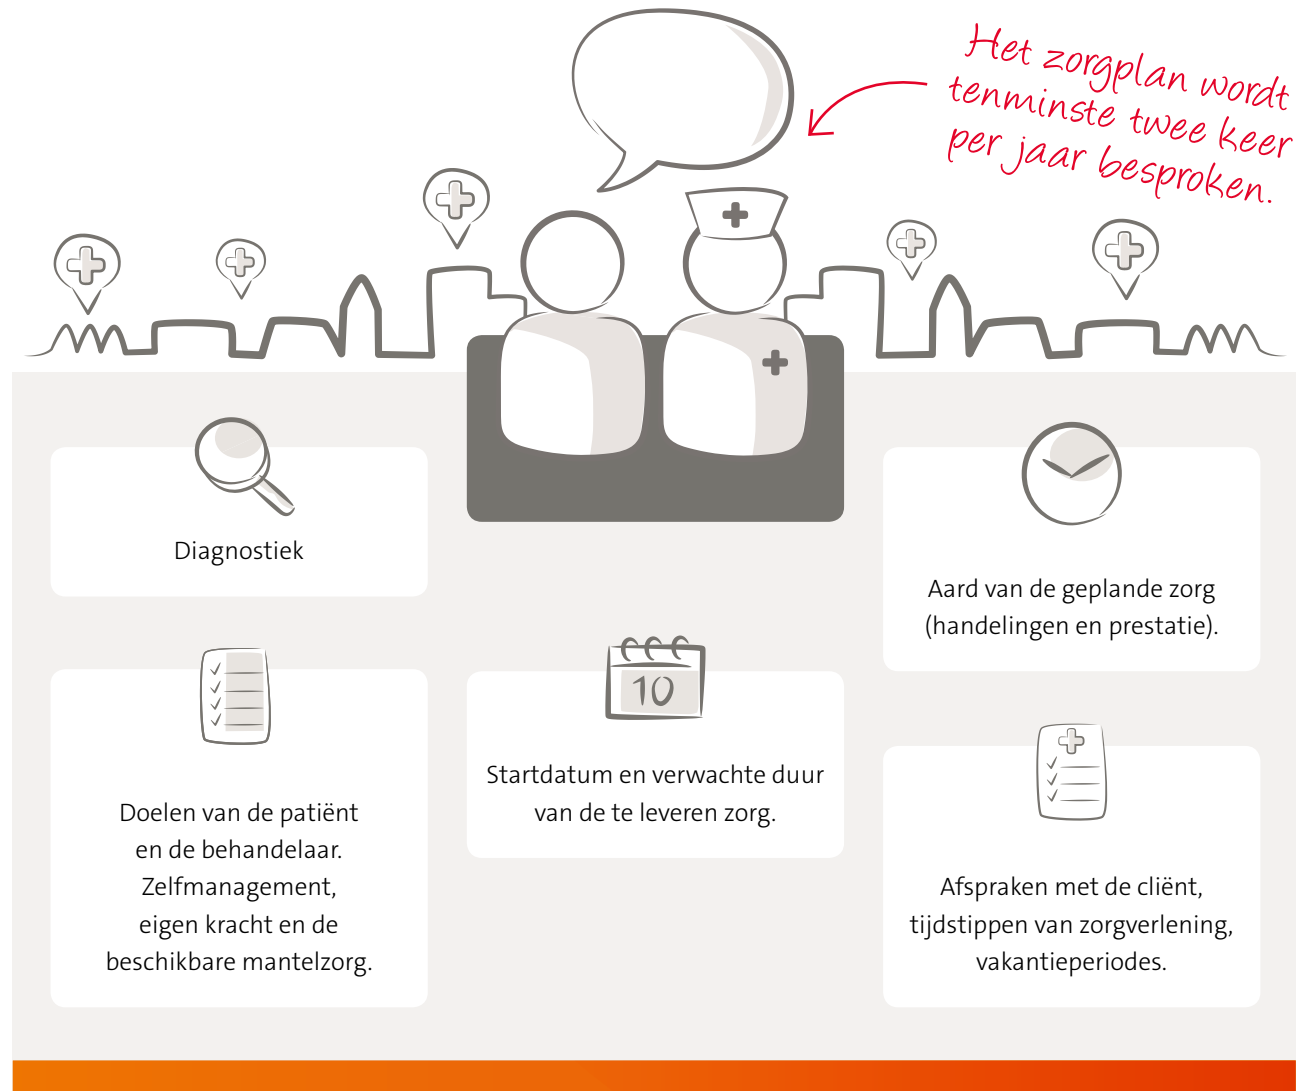 Het zorgplan wordt
tenminste twee keer
per jaar besproken.
Diagnostiek
Doelen van de patiënt
en de behandelaar.
Zelfmanagement,
eigen kracht en de
beschikbare mantelzorg.
10
Startdatum en verwachte duur
van de te leveren zorg.
Aard van de geplande zorg
(handelingen en prestatie).
Afspraken met de cliënt,
tijdstippen van zorgverlening,
vakantieperiodes.